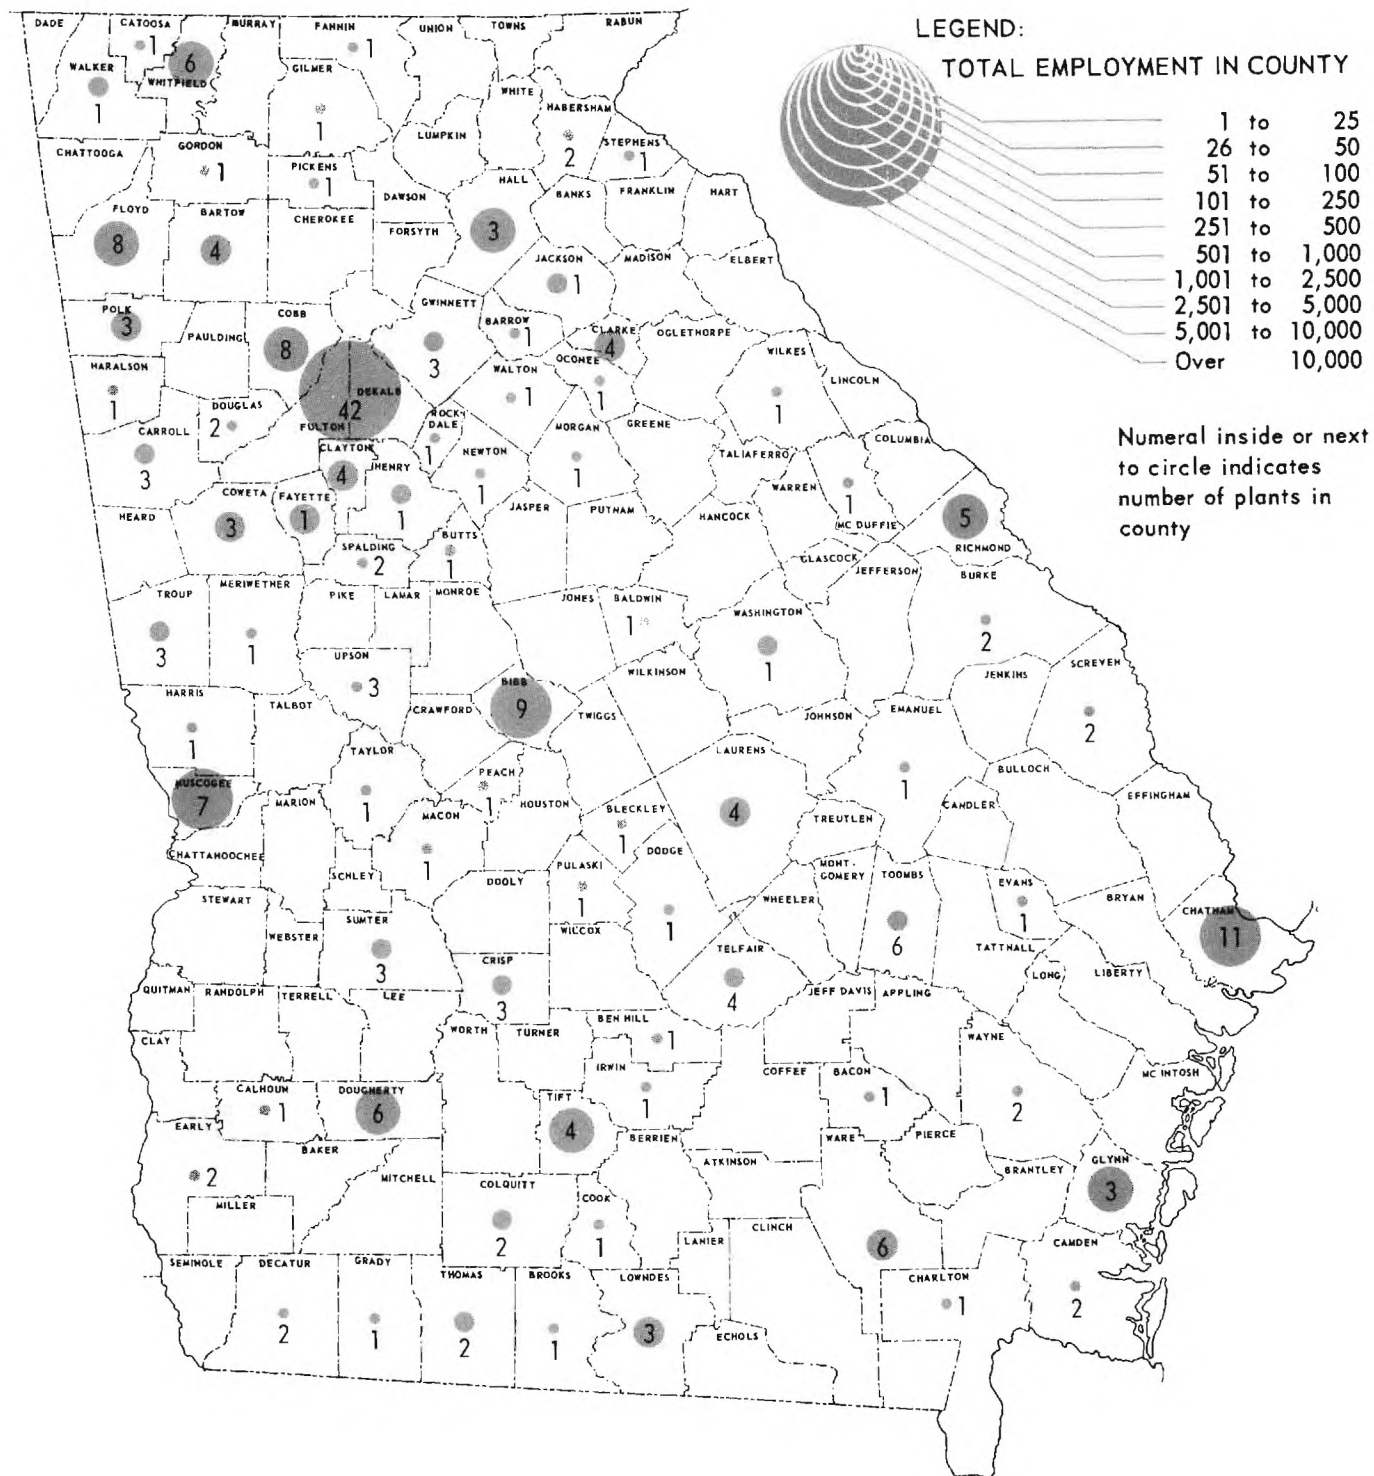 LEGEND:
TOTAL EMPLOYMENT IN COUNTY
1 to 25
26 to 50
51 to 100
101 to 250
251 to 500
501 to 1,000
1,001 to 2,500
2,501 to 5,000
5,001 to 10,000
Over 10,000
Numeral inside or next
to circle indicates
number of plants in
county
DADE
CATOOSA
1
MURRAY
FANNIN
1
UNION
TOWNS
RABUN
WALKER
1
6
WHITFIELD
GILMER
1
WHITE
HABERSHAM
2
LUMPKIN
STEPHENS
1
CHATTOOGA
GORDON
1
PICKENS
1
DAWSON
HALL
3
BANKS
FRANKLIN
HART
FLOYD
8
BARTOW
4
CHEROKEE
FORSYTH
JACKSON
1
MADISON
ELBERT
POLK
3
PAULDING
COBB
8
GWINNETT
3
BARROW
1
CLARKE
4
OGLETHORPE
OCONEE
1
WILKES
1
LINCOLN
HARALSON
1
DOUGLAS
2
DEKALB
42
FULTON
WALTON
1
ROCK-
DALE
1
MORGAN
1
GREENE
TALIAFERRO
COLUMBIA
CARROLL
3
CLAYTON
4
HENRY
1
NEWTON
1
WARREN
1
MC DUFFIE
HEARD
COWETA
3
FAYETTE
1
JASPER
PUTNAM
HANCOCK
5
RICHMOND
SPALDING
2
BUTTS
1
GLASCOCK
JEFFERSON
BURKE
2
TROUP
3
MERIWETHER
1
PIKE
LAMAR
MONROE
JONES
BALDWIN
1
WASHINGTON
1
UPSON
3
WILKINSON
JENKINS
SCREVEN
2
HARRIS
1
TALBOT
CRAWFORD
BIBB
9
TWIGGS
JOHNSON
EMANUEL
1
MUSCOGEE
7
TAYLOR
1
PEACH
1
HOUSTON
LAURENS
4
BULLOCH
EFFINGHAM
MARION
MACON
1
BLECKLEY
1
TREUTLEN
CANDLER
CHATTAHOOCHEE
SCHLEY
DOOLY
PULASKI
1
DODGE
1
MONT-
GOMERY
TOOMBS
6
EVANS
1
BRYAN
CHATHAM
11
STEWART
WEBSTER
SUMTER
3
WILCOX
WHEELER
TATTNALL
CRISP
3
TELFAIR
4
LONG
LIBERTY
QUITMAN
RANDOLPH
TERRELL
LEE
JEFF DAVIS
APPLING
CLAY
WORTH
TURNER
BEN HILL
1
WAYNE
2
IRWIN
1
COFFEE
BACON
1
MC INTOSH
CALHOUN
1
DOUGHERTY
6
TIFT
4
EARLY
2
BAKER
BERRIEN
WARE
6
PIERCE
MITCHELL
ATKINSON
BRANTLEY
GLYNN
3
MILLER
COLQUITT
2
COOK
1
CLINCH
LANIER
CAMDEN
2
SEMINOLE
DECATUR
2
GRADY
1
THOMAS
2
BROOKS
1
LOWNDES
3
ECHOLS
CHARLTON
1